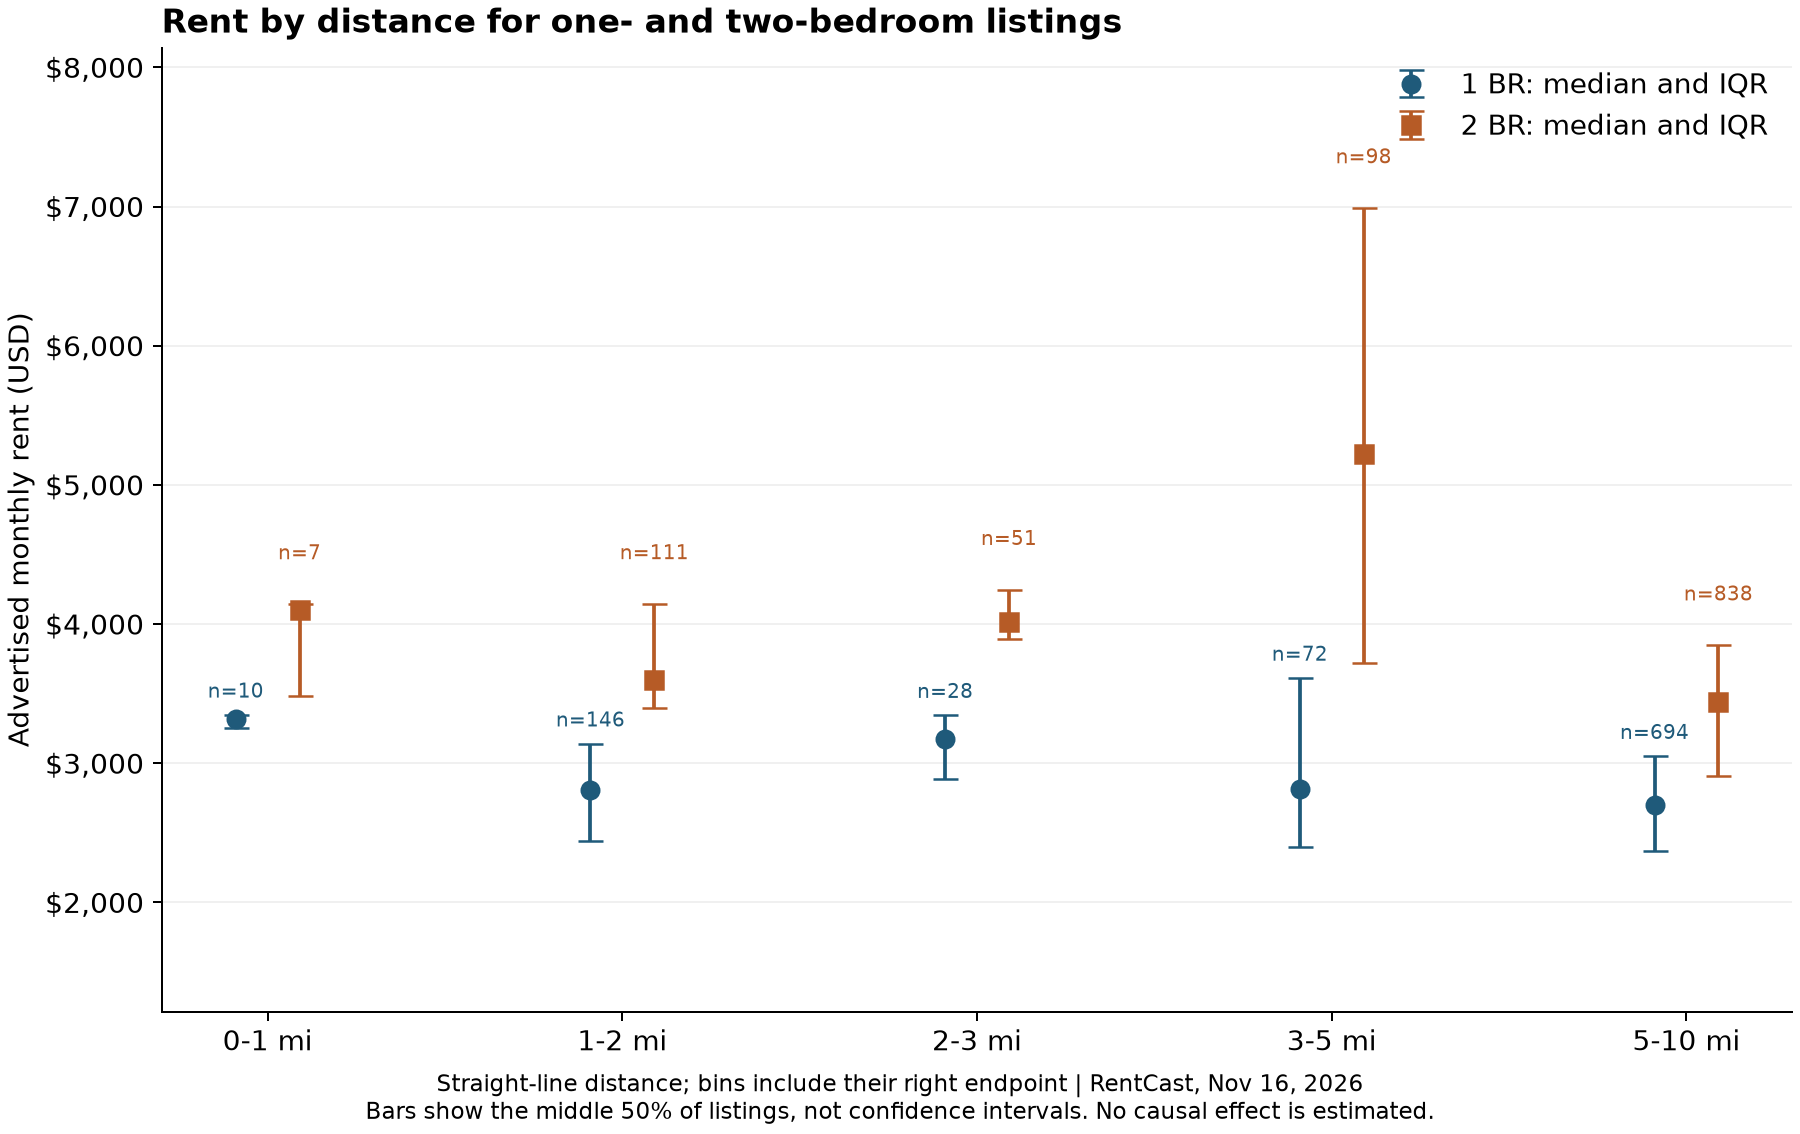 Rent by distance for one- and two-bedroom listings
$8,000
$7,000
$6,000
$5,000
$4,000
$3,000
$2,000
Advertised monthly rent (USD)
1 BR: median and IQR
2 BR: median and IQR
n=98
n=7
n=111
n=51
n=838
n=10
n=146
n=28
n=72
n=694
0-1 mi
1-2 mi
2-3 mi
3-5 mi
5-10 mi
Straight-line distance; bins include their right endpoint | RentCast, Nov 16, 2026
Bars show the middle 50% of listings, not confidence intervals. No causal effect is estimated.